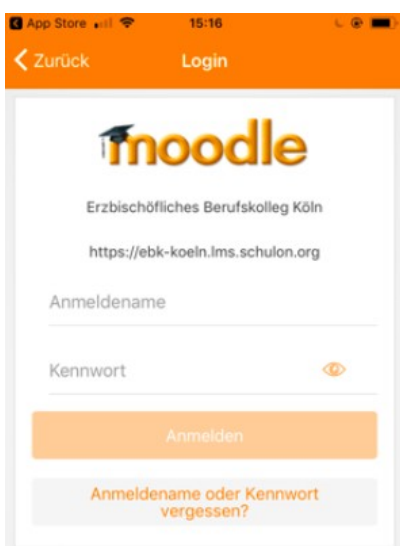 App Store 15:16
Zurück Login
moodle
Erzbischöfliches Berufskolleg Köln
https://ebk-koeln.lms.schulon.org
Anmeldename
Kennwort
Anmelden
Anmeldename oder Kennwort
vergessen?